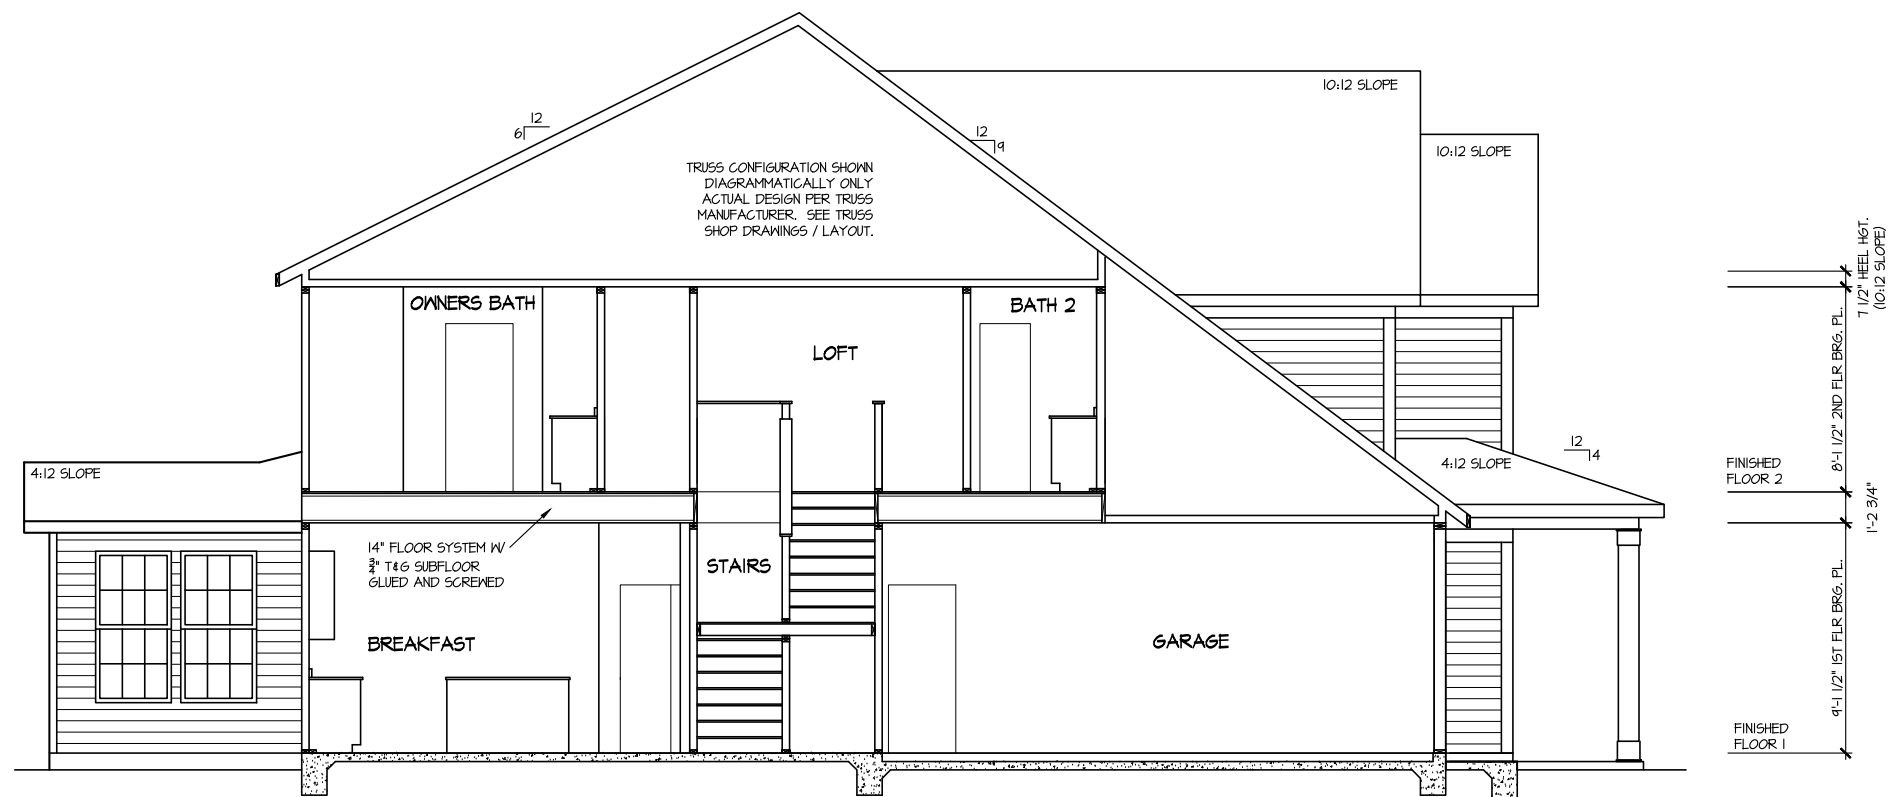 10:12 SLOPE
12
6
12
9
10:12 SLOPE
TRUSS CONFIGURATION SHOWN
DIAGRAMMATICALLY ONLY
ACTUAL DESIGN PER TRUSS
MANUFACTURER. SEE TRUSS
SHOP DRAWINGS / LAYOUT.
7 1/2" HEEL HGT.
(10:12 SLOPE)
OWNERS BATH
BATH 2
LOFT
8'-1 1/2" 2ND FLR BRG. PL.
12
4
4:12 SLOPE
4:12 SLOPE
FINISHED
FLOOR 2
1'-2 3/4"
14" FLOOR SYSTEM W/
3/4" T&G SUBFLOOR
GLUED AND SCREWED
STAIRS
BREAKFAST
GARAGE
9'-1 1/2" 1ST FLR BRG. PL.
FINISHED
FLOOR 1